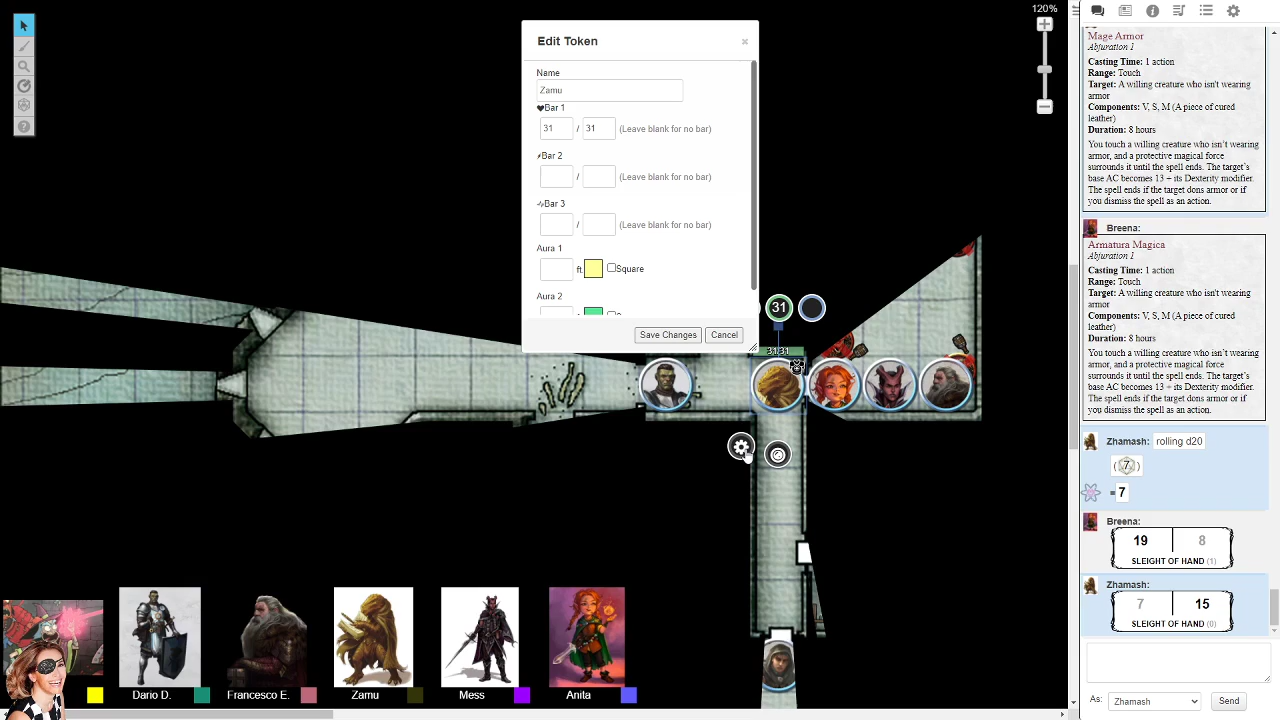 120%
Edit Token
×
Name
Zamu
Bar 1
31 / 31 (Leave blank for no bar)
Bar 2
/ (Leave blank for no bar)
Bar 3
/ (Leave blank for no bar)
Aura 1
ft. Square
Aura 2
Save Changes Cancel
31
Dario D.
Francesco E.
Zamu
Mess
Anita
Mage Armor
Abjuration 1
Casting Time: 1 action
Range: Touch
Target: A willing creature who isn't wearing
armor
Components: V, S, M (A piece of cured
leather)
Duration: 8 hours
You touch a willing creature who isn't wearing
armor, and a protective magical force
surrounds it until the spell ends. The target's
base AC becomes 13 + its Dexterity modifier.
The spell ends if the target dons armor or if
you dismiss the spell as an action.
Breena:
Armatura Magica
Abjuration 1
Casting Time: 1 action
Range: Touch
Target: A willing creature who isn't wearing
armor
Components: V, S, M (A piece of cured
leather)
Duration: 8 hours
You touch a willing creature who isn't wearing
armor, and a protective magical force
surrounds it until the spell ends. The target's
base AC becomes 13 + its Dexterity modifier.
The spell ends if the target dons armor or if
you dismiss the spell as an action.
Zhamash: rolling d20
(7)
=7
Breena:
19 8
SLEIGHT OF HAND (1)
Zhamash:
7 15
SLEIGHT OF HAND (0)
As: Zhamash Send